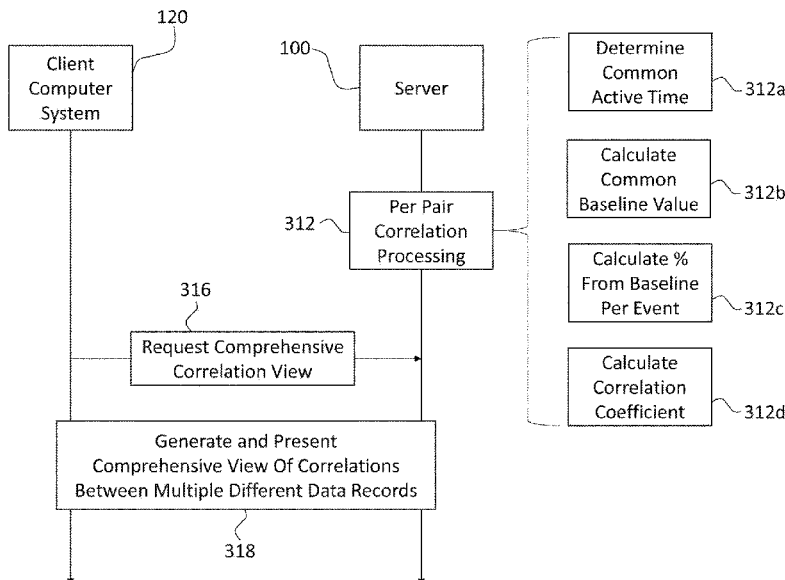 120
Client
Computer
System
100
Server
Determine
Common
Active Time
312a
Calculate
Common
Baseline Value
312b
312
Per Pair
Correlation
Processing
Calculate %
From Baseline
Per Event
312c
316
Request Comprehensive
Correlation View
Calculate
Correlation
Coefficient
312d
Generate and Present
Comprehensive View Of Correlations
Between Multiple Different Data Records
318